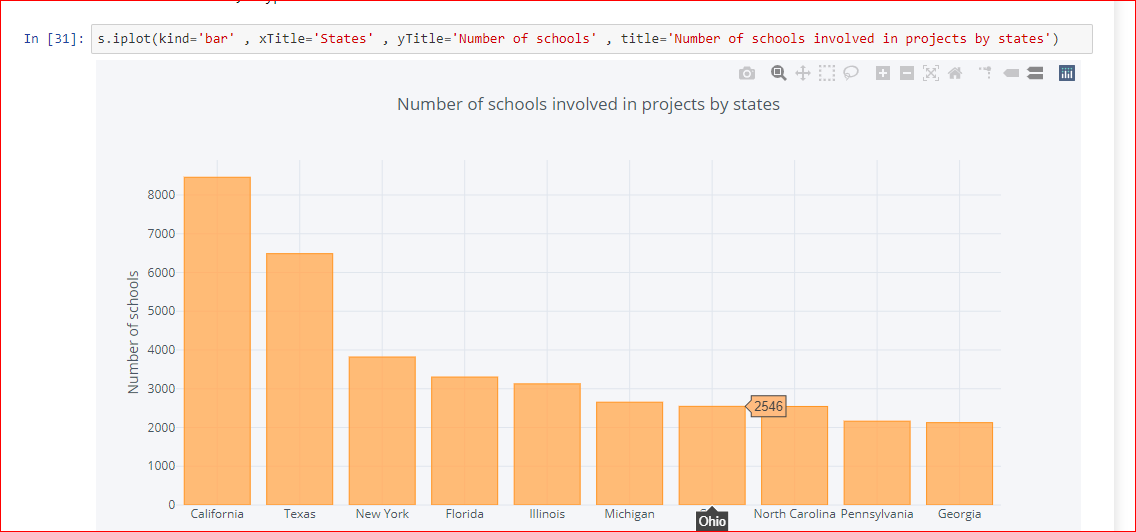 In [31]: s.iplot(kind='bar' , xTitle='States' , yTitle='Number of schools' , title='Number of schools involved in projects by states')
Number of schools involved in projects by states
Number of schools
8000
7000
6000
5000
4000
3000
2000
1000
0
2546
California Texas New York Florida Illinois Michigan Ohio North Carolina Pennsylvania Georgia